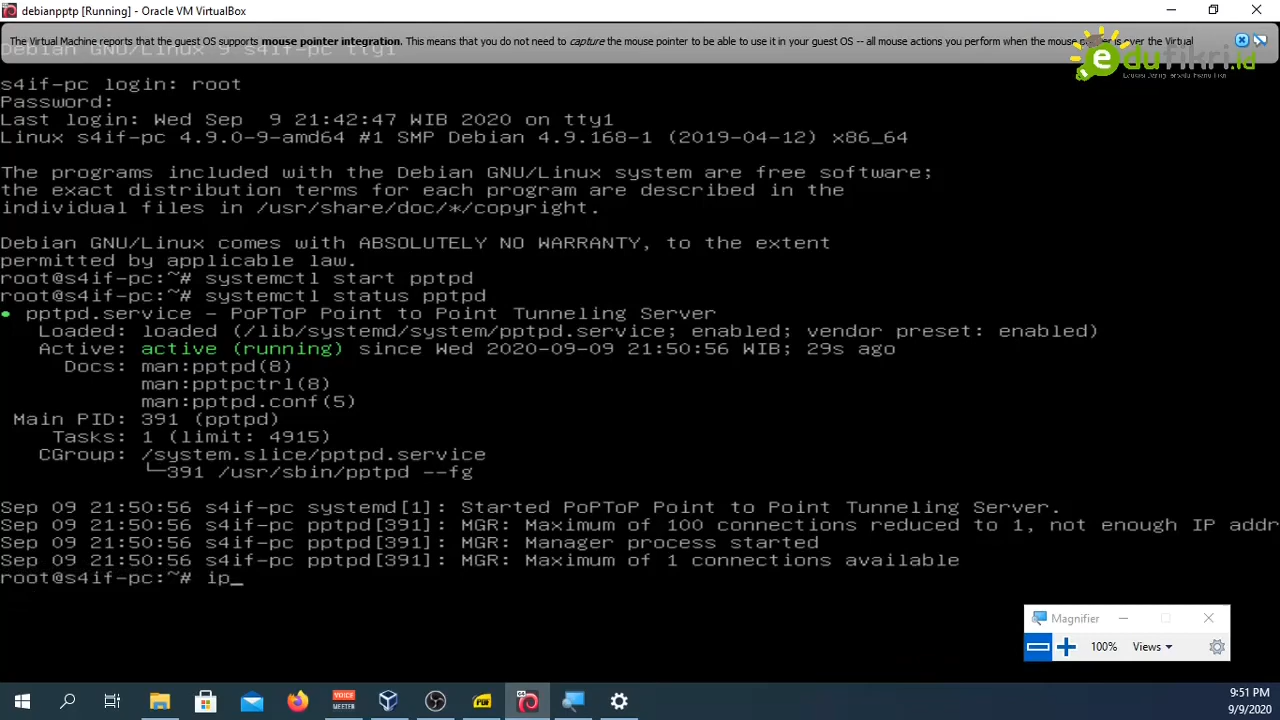 debianpptp [Running] - Oracle VM VirtualBox
The Virtual Machine reports that the guest OS supports mouse pointer integration. This means that you do not need to capture the mouse pointer to be able to use it in your guest OS -- all mouse actions you perform when the mouse pointer is over the Virtual
Debian GNU/Linux 9 s4if-pc tty1
edufikri.id
s4if-pc login: root
Password:
Last login: Wed Sep  9 21:42:47 WIB 2020 on tty1
Linux s4if-pc 4.9.0-9-amd64 #1 SMP Debian 4.9.168-1 (2019-04-12) x86_64
The programs included with the Debian GNU/Linux system are free software;
the exact distribution terms for each program are described in the
individual files in /usr/share/doc/*/copyright.
Debian GNU/Linux comes with ABSOLUTELY NO WARRANTY, to the extent
permitted by applicable law.
root@s4if-pc:~# systemctl start pptpd
root@s4if-pc:~# systemctl status pptpd
● pptpd.service - PoPToP Point to Point Tunneling Server
Loaded: loaded (/lib/systemd/system/pptpd.service; enabled; vendor preset: enabled)
Active: active (running) since Wed 2020-09-09 21:50:56 WIB; 29s ago
Docs: man:pptpd(8)
man:pptpctrl(8)
man:pptpd.conf(5)
Main PID: 391 (pptpd)
Tasks: 1 (limit: 4915)
CGroup: /system.slice/pptpd.service
└─391 /usr/sbin/pptpd --fg
Sep 09 21:50:56 s4if-pc systemd[1]: Started PoPToP Point to Point Tunneling Server.
Sep 09 21:50:56 s4if-pc pptpd[391]: MGR: Maximum of 100 connections reduced to 1, not enough IP addr
Sep 09 21:50:56 s4if-pc pptpd[391]: MGR: Manager process started
Sep 09 21:50:56 s4if-pc pptpd[391]: MGR: Maximum of 1 connections available
root@s4if-pc:~# ip_
Magnifier
100% Views
VOICE MEETER
9:51 PM
9/9/2020